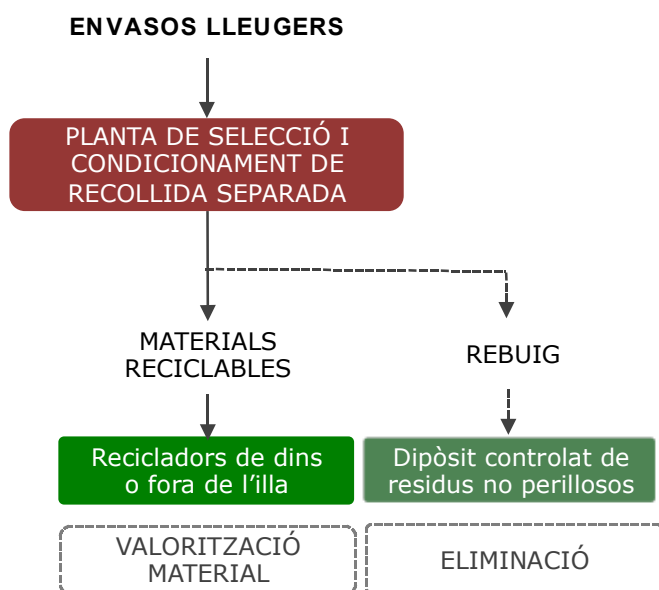 ENVASOS LLEUGERS
PLANTA DE SELECCIÓ I
CONDICIONAMENT DE
RECOLLIDA SEPARADA
MATERIALS
RECICLABLES
REBUIG
Recicladors de dins
o fora de l’illa
Dipòsit controlat de
residus no perillosos
VALORITZACIÓ
MATERIAL
ELIMINACIÓ